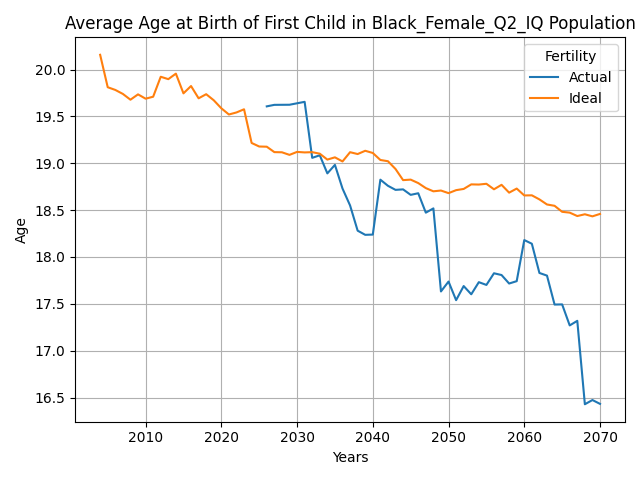 Average Age at Birth of First Child in Black_Female_Q2_IQ Population
Fertility
Actual
Ideal
Age
20.0
19.5
19.0
18.5
18.0
17.5
17.0
16.5
2010 2020 2030 2040 2050 2060 2070
Years